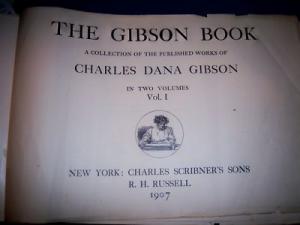 THE GIBSON BOOK
A COLLECTION OF THE PUBLISHED WORKS OF
CHARLES DANA GIBSON
IN TWO VOLUMES
Vol. I
NEW YORK: CHARLES SCRIBNER'S SONS
R. H. RUSSELL
1907